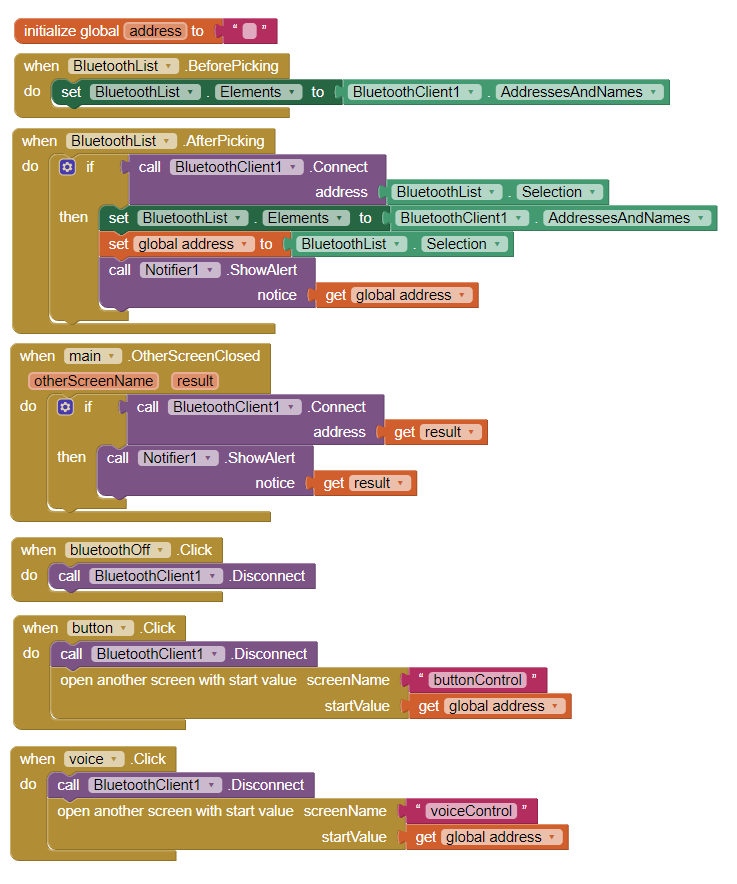 initialize global address to “ ”
when BluetoothList .BeforePicking
do set BluetoothList . Elements to BluetoothClient1 . AddressesAndNames
when BluetoothList .AfterPicking
do if call BluetoothClient1 .Connect
address BluetoothList . Selection
then set BluetoothList . Elements to BluetoothClient1 . AddressesAndNames
set global address to BluetoothList . Selection
call Notifier1 .ShowAlert
notice get global address
when main .OtherScreenClosed
otherScreenName result
do if call BluetoothClient1 .Connect
address get result
then call Notifier1 .ShowAlert
notice get result
when bluetoothOff .Click
do call BluetoothClient1 .Disconnect
when button .Click
do call BluetoothClient1 .Disconnect
open another screen with start value screenName “ buttonControl ”
startValue get global address
when voice .Click
do call BluetoothClient1 .Disconnect
open another screen with start value screenName “ voiceControl ”
startValue get global address